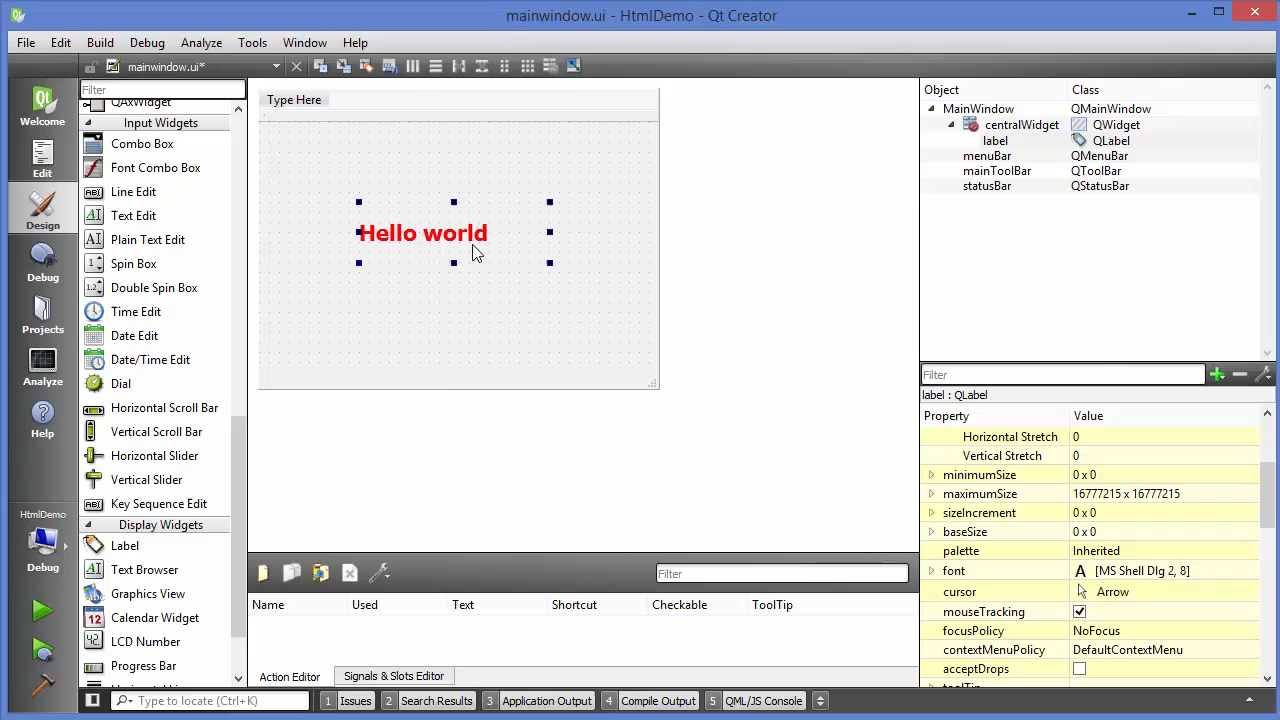 mainwindow.ui - HtmlDemo - Qt Creator
File Edit Build Debug Tools Analyze Window Help
mainwindow.ui*
Filter
QAxWidget
Input Widgets
Combo Box
Font Combo Box
Line Edit
Text Edit
Plain Text Edit
Spin Box
Double Spin Box
Time Edit
Date Edit
Date/Time Edit
Dial
Horizontal Scroll Bar
Vertical Scroll Bar
Horizontal Slider
Vertical Slider
Key Sequence Edit
Display Widgets
Label
Text Browser
Graphics View
Calendar Widget
LCD Number
Progress Bar
Welcome
Edit
Design
Debug
Projects
Analyze
Help
HtmlDemo
Debug
Type Here
Hello world
Object Class
MainWindow QMainWindow
centralWidget QWidget
label QLabel
menuBar QMenuBar
mainToolBar QToolBar
statusBar QStatusBar
Filter
label : QLabel
Property Value
Horizontal Stretch 0
Vertical Stretch 0
minimumSize 0 x 0
maximumSize 16777215 x 16777215
sizeIncrement 0 x 0
baseSize 0 x 0
palette Inherited
font A [MS Shell Dlg 2, 8]
cursor Arrow
mouseTracking
focusPolicy NoFocus
contextMenuPolicy DefaultContextMenu
acceptDrops
Filter
Name Used Text Shortcut Checkable ToolTip
Action Editor Signals & Slots Editor
Type to locate (Ctrl+K) 1 Issues 2 Search Results 3 Application Output 4 Compile Output 5 QML/JS Console